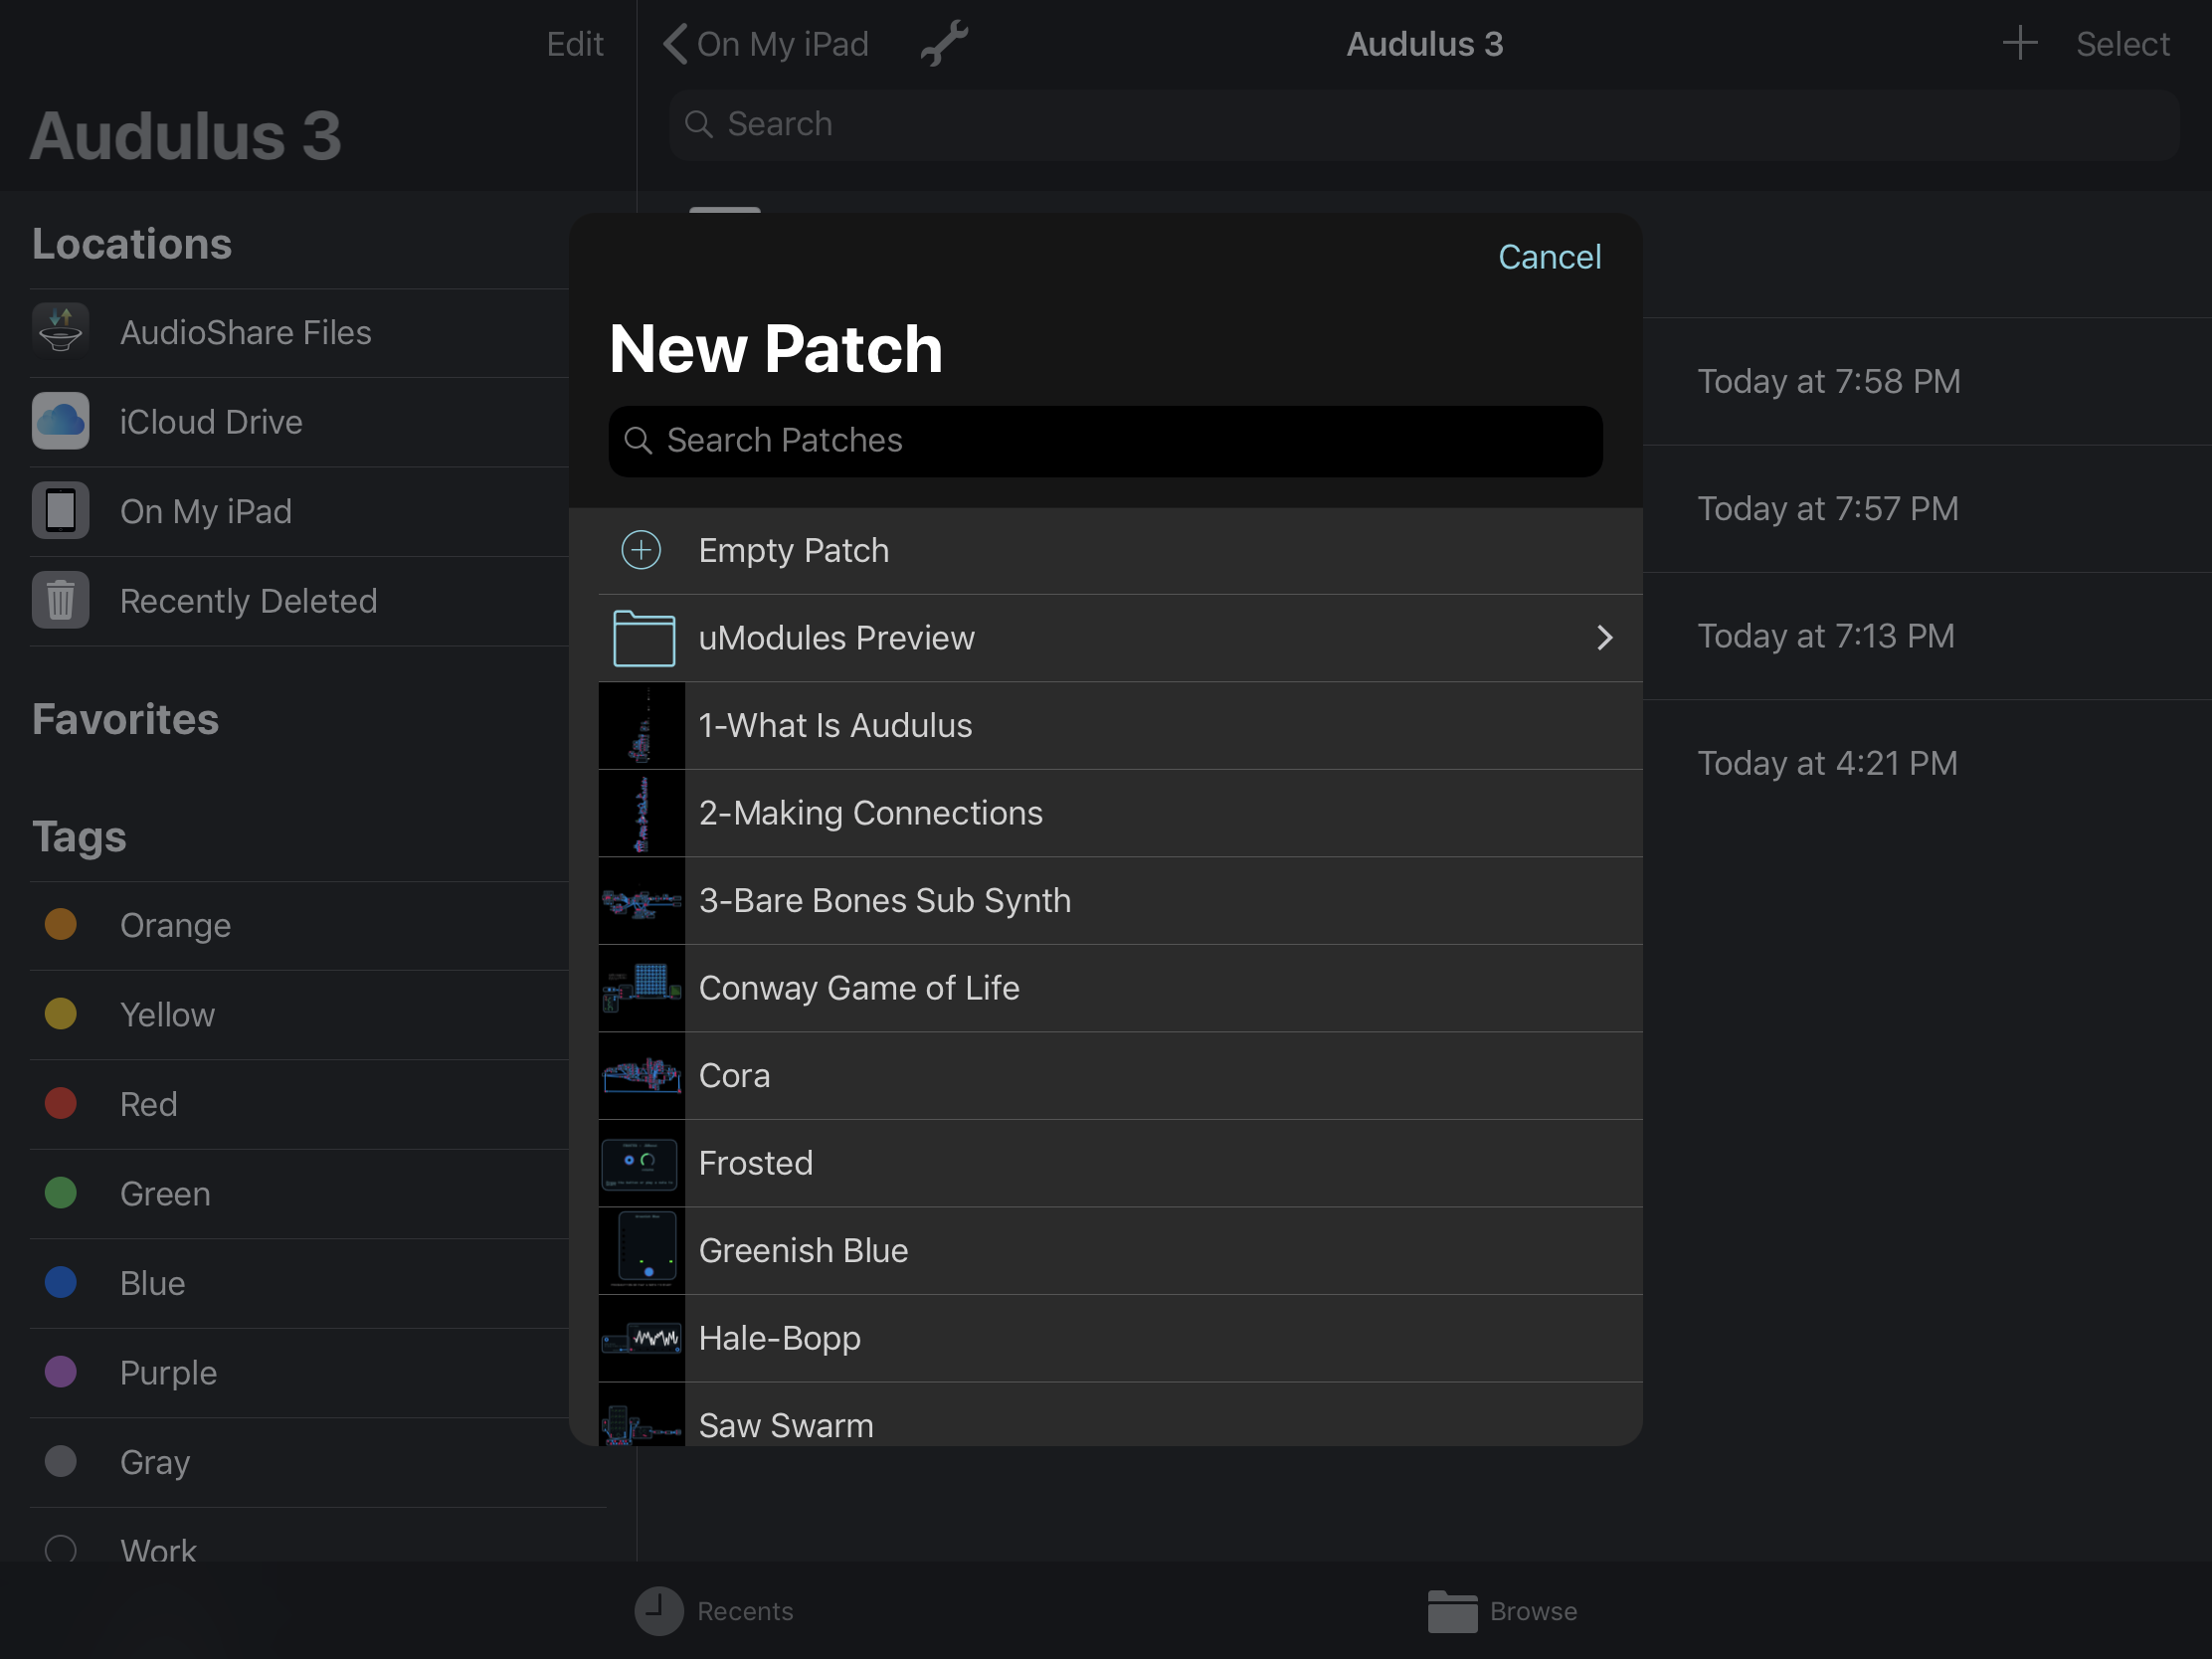 Edit
On My iPad
Audulus 3
Select
Audulus 3
Search
Locations
AudioShare Files
iCloud Drive
On My iPad
Recently Deleted
Favorites
Tags
Orange
Yellow
Red
Green
Blue
Purple
Gray
Work
Cancel
New Patch
Search Patches
Empty Patch
uModules Preview
1-What Is Audulus
2-Making Connections
3-Bare Bones Sub Synth
Conway Game of Life
Cora
Frosted
Greenish Blue
Hale-Bopp
Saw Swarm
Today at 7:58 PM
Today at 7:57 PM
Today at 7:13 PM
Today at 4:21 PM
Recents
Browse